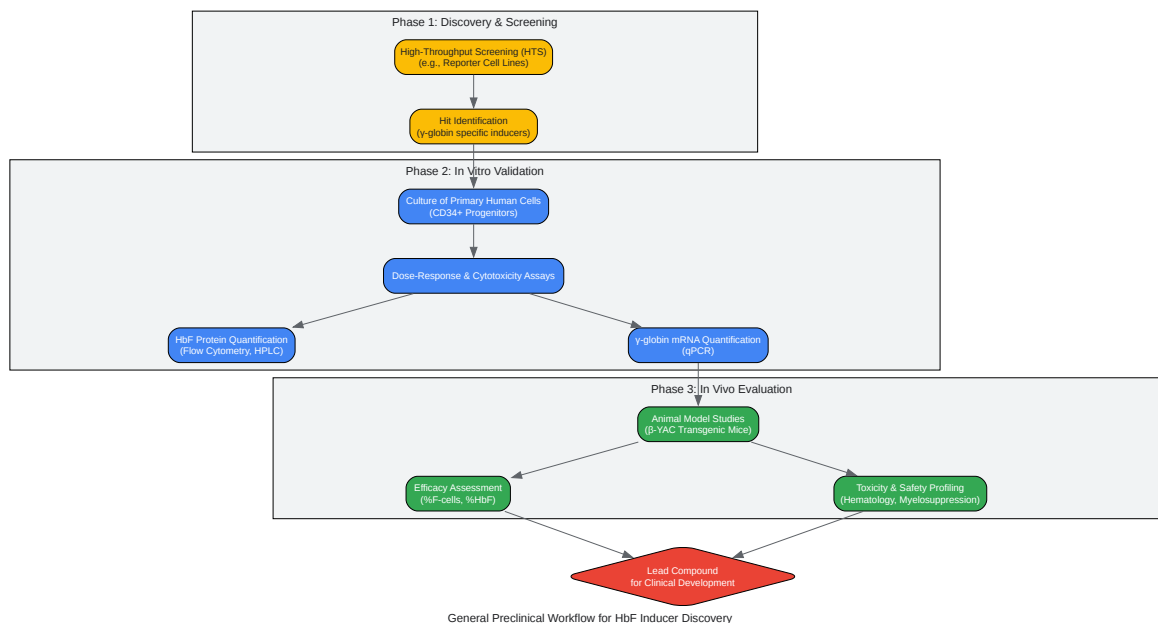 Phase 1: Discovery & Screening
High-Throughput Screening (HTS)
(e.g., Reporter Cell Lines)
Hit Identification
(γ-globin specific inducers)
Phase 2: In Vitro Validation
Culture of Primary Human Cells
(CD34+ Progenitors)
Dose-Response & Cytotoxicity Assays
HbF Protein Quantification
(Flow Cytometry, HPLC)
γ-globin mRNA Quantification
(qPCR)
Phase 3: In Vivo Evaluation
Animal Model Studies
(β-YAC Transgenic Mice)
Efficacy Assessment
(%F-cells, %HbF)
Toxicity & Safety Profiling
(Hematology, Myelosuppression)
Lead Compound
for Clinical Development
General Preclinical Workflow for HbF Inducer Discovery